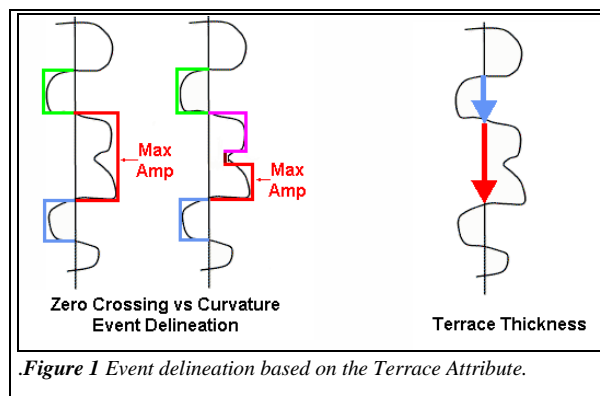 Max
Amp
Max
Amp
Zero Crossing vs Curvature
Event Delineation
Terrace Thickness
.Figure 1 Event delineation based on the Terrace Attribute.